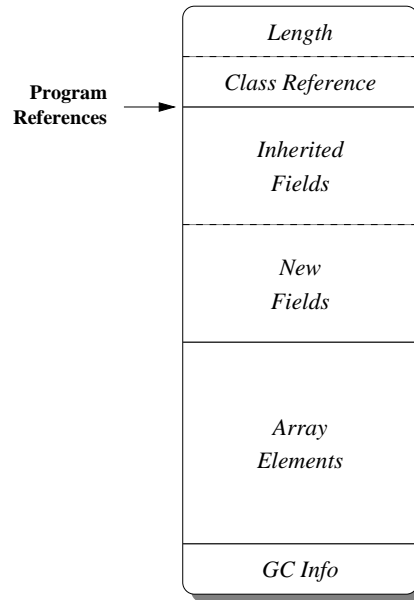 Length
Class Reference
Program
References
Inherited
Fields
New
Fields
Array
Elements
GC Info